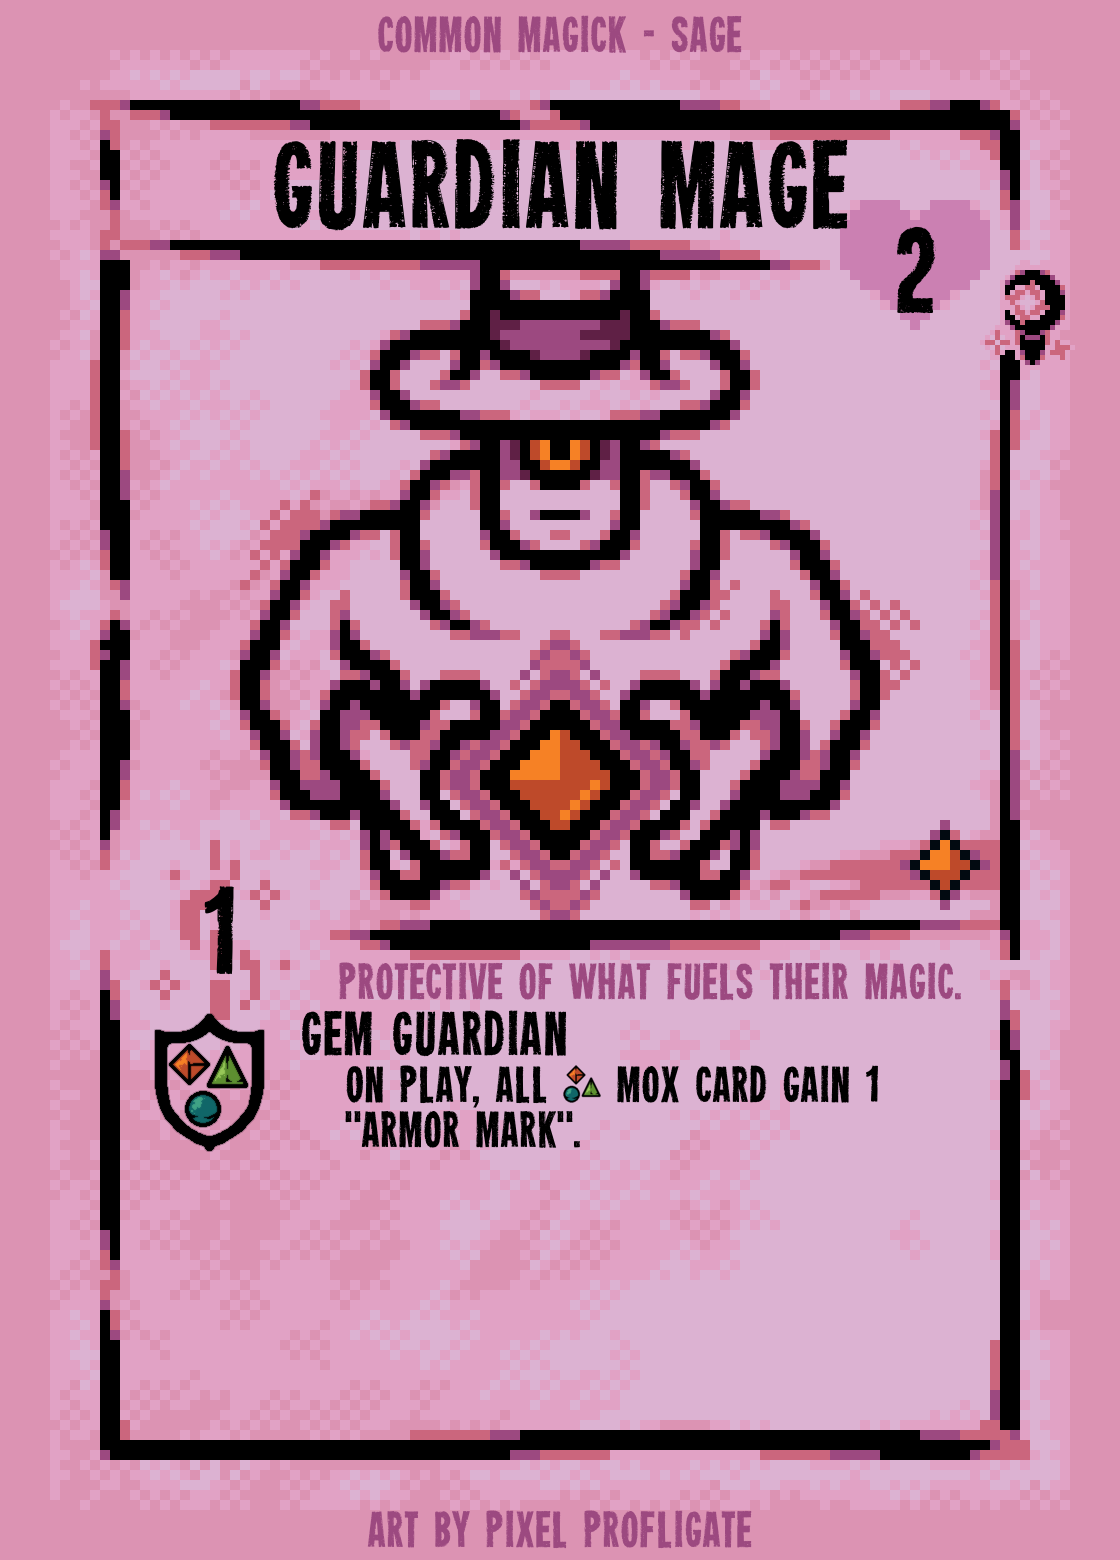 COMMON MAGICK - SAGE
GUARDIAN MAGE
2
1
PROTECTIVE OF WHAT FUELS THEIR MAGIC.
GEM GUARDIAN
ON PLAY, ALL MOX CARD GAIN 1
"ARMOR MARK".
ART BY PIXEL PROFLIGATE